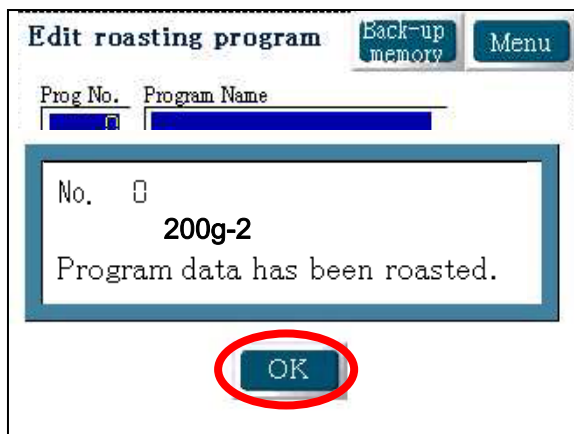 Edit roasting program
Back-up
memory
Menu
Prog No. Program Name
0
No. 0
200g-2
Program data has been roasted.
OK